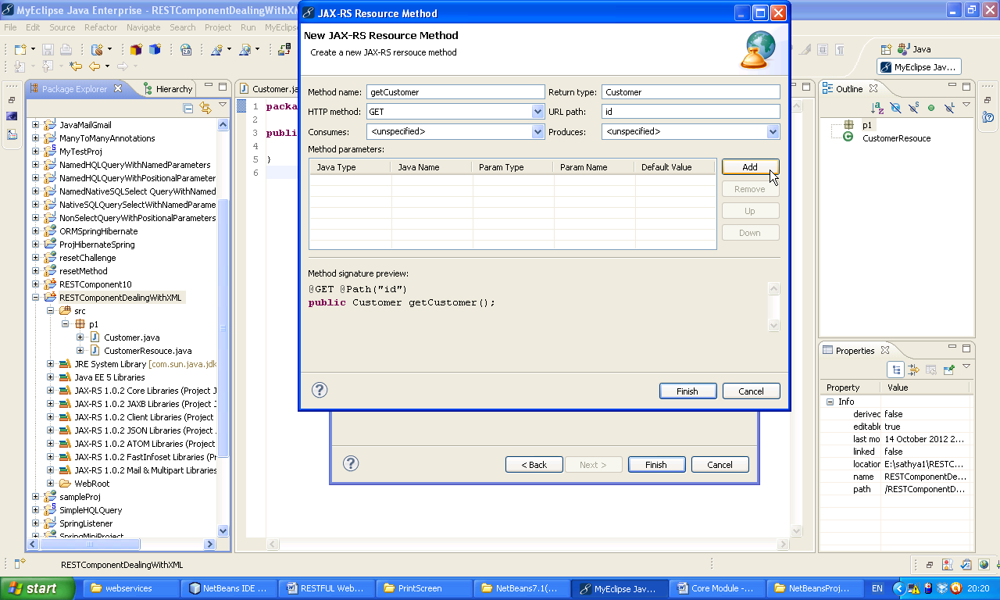 MyEclipse Java Enterprise - RESTComponentDealingWithXML
JAX-RS Resource Method
File Edit Source Refactor Navigate Search Project Run MyEclipse
New JAX-RS Resource Method
Create a new JAX-RS rersouce method
Java
MyEclipse Jav...
Package Explorer
Hierarchy
Customer.ja
Method name: getCustomer Return type: Customer
HTTP method: GET URL path: id
Consumes: <unspecified> Produces: <unspecified>
Method parameters:
Java Type Java Name Param Type Param Name Default Value
Add
Remove
Up
Down
Method signature preview:
@GET @Path("id")
public Customer getCustomer();
Finish
Cancel
< Back
Next >
Finish
Cancel
1 packa
2
3 publi
4
5 }
6
JavaMailGmail
ManyToManyAnnotations
MyTestProj
NamedHQLQueryWithNamedParameters
NamedHQLQueryWithPositionalParameters
NamedNativeSQLSelect QueryWithNamed
NativeSQLQuerySelectWithNamedParame
NonSelectQueryWithPositionalParameters
ORMSpringHibernate
ProjHibernateSpring
resetChallenge
resetMethod
RESTComponent10
RESTComponentDealingWithXML
src
p1
Customer.java
CustomerResouce.java
JRE System Library [com.sun.java.jdk
Java EE 5 Libraries
JAX-RS 1.0.2 Core Libraries (Project J
JAX-RS 1.0.2 JAXB Libraries (Project J
JAX-RS 1.0.2 Client Libraries (Project
JAX-RS 1.0.2 JSON Libraries (Project
JAX-RS 1.0.2 ATOM Libraries (Project
JAX-RS 1.0.2 FastInfoset Libraries (Pr
JAX-RS 1.0.2 Mail & Multipart Libraries
WebRoot
sampleProj
SimpleHQLQuery
SpringListener
SpringMiniProject
Outline
p1
CustomerResouce
Properties
Property Value
Info
derivec false
editable true
last mo 14 October 2012 2...
linked false
location E:\sathya1\RESTC...
name RESTComponentDe...
path /RESTComponentD...
RESTComponentDealingWithXML
start
webservices
NetBeans IDE ...
RESTFUL Web...
PrintScreen
NetBeans7.1(...
MyEclipse Jav...
Core Module -...
NetBeansProj...
EN
20:20